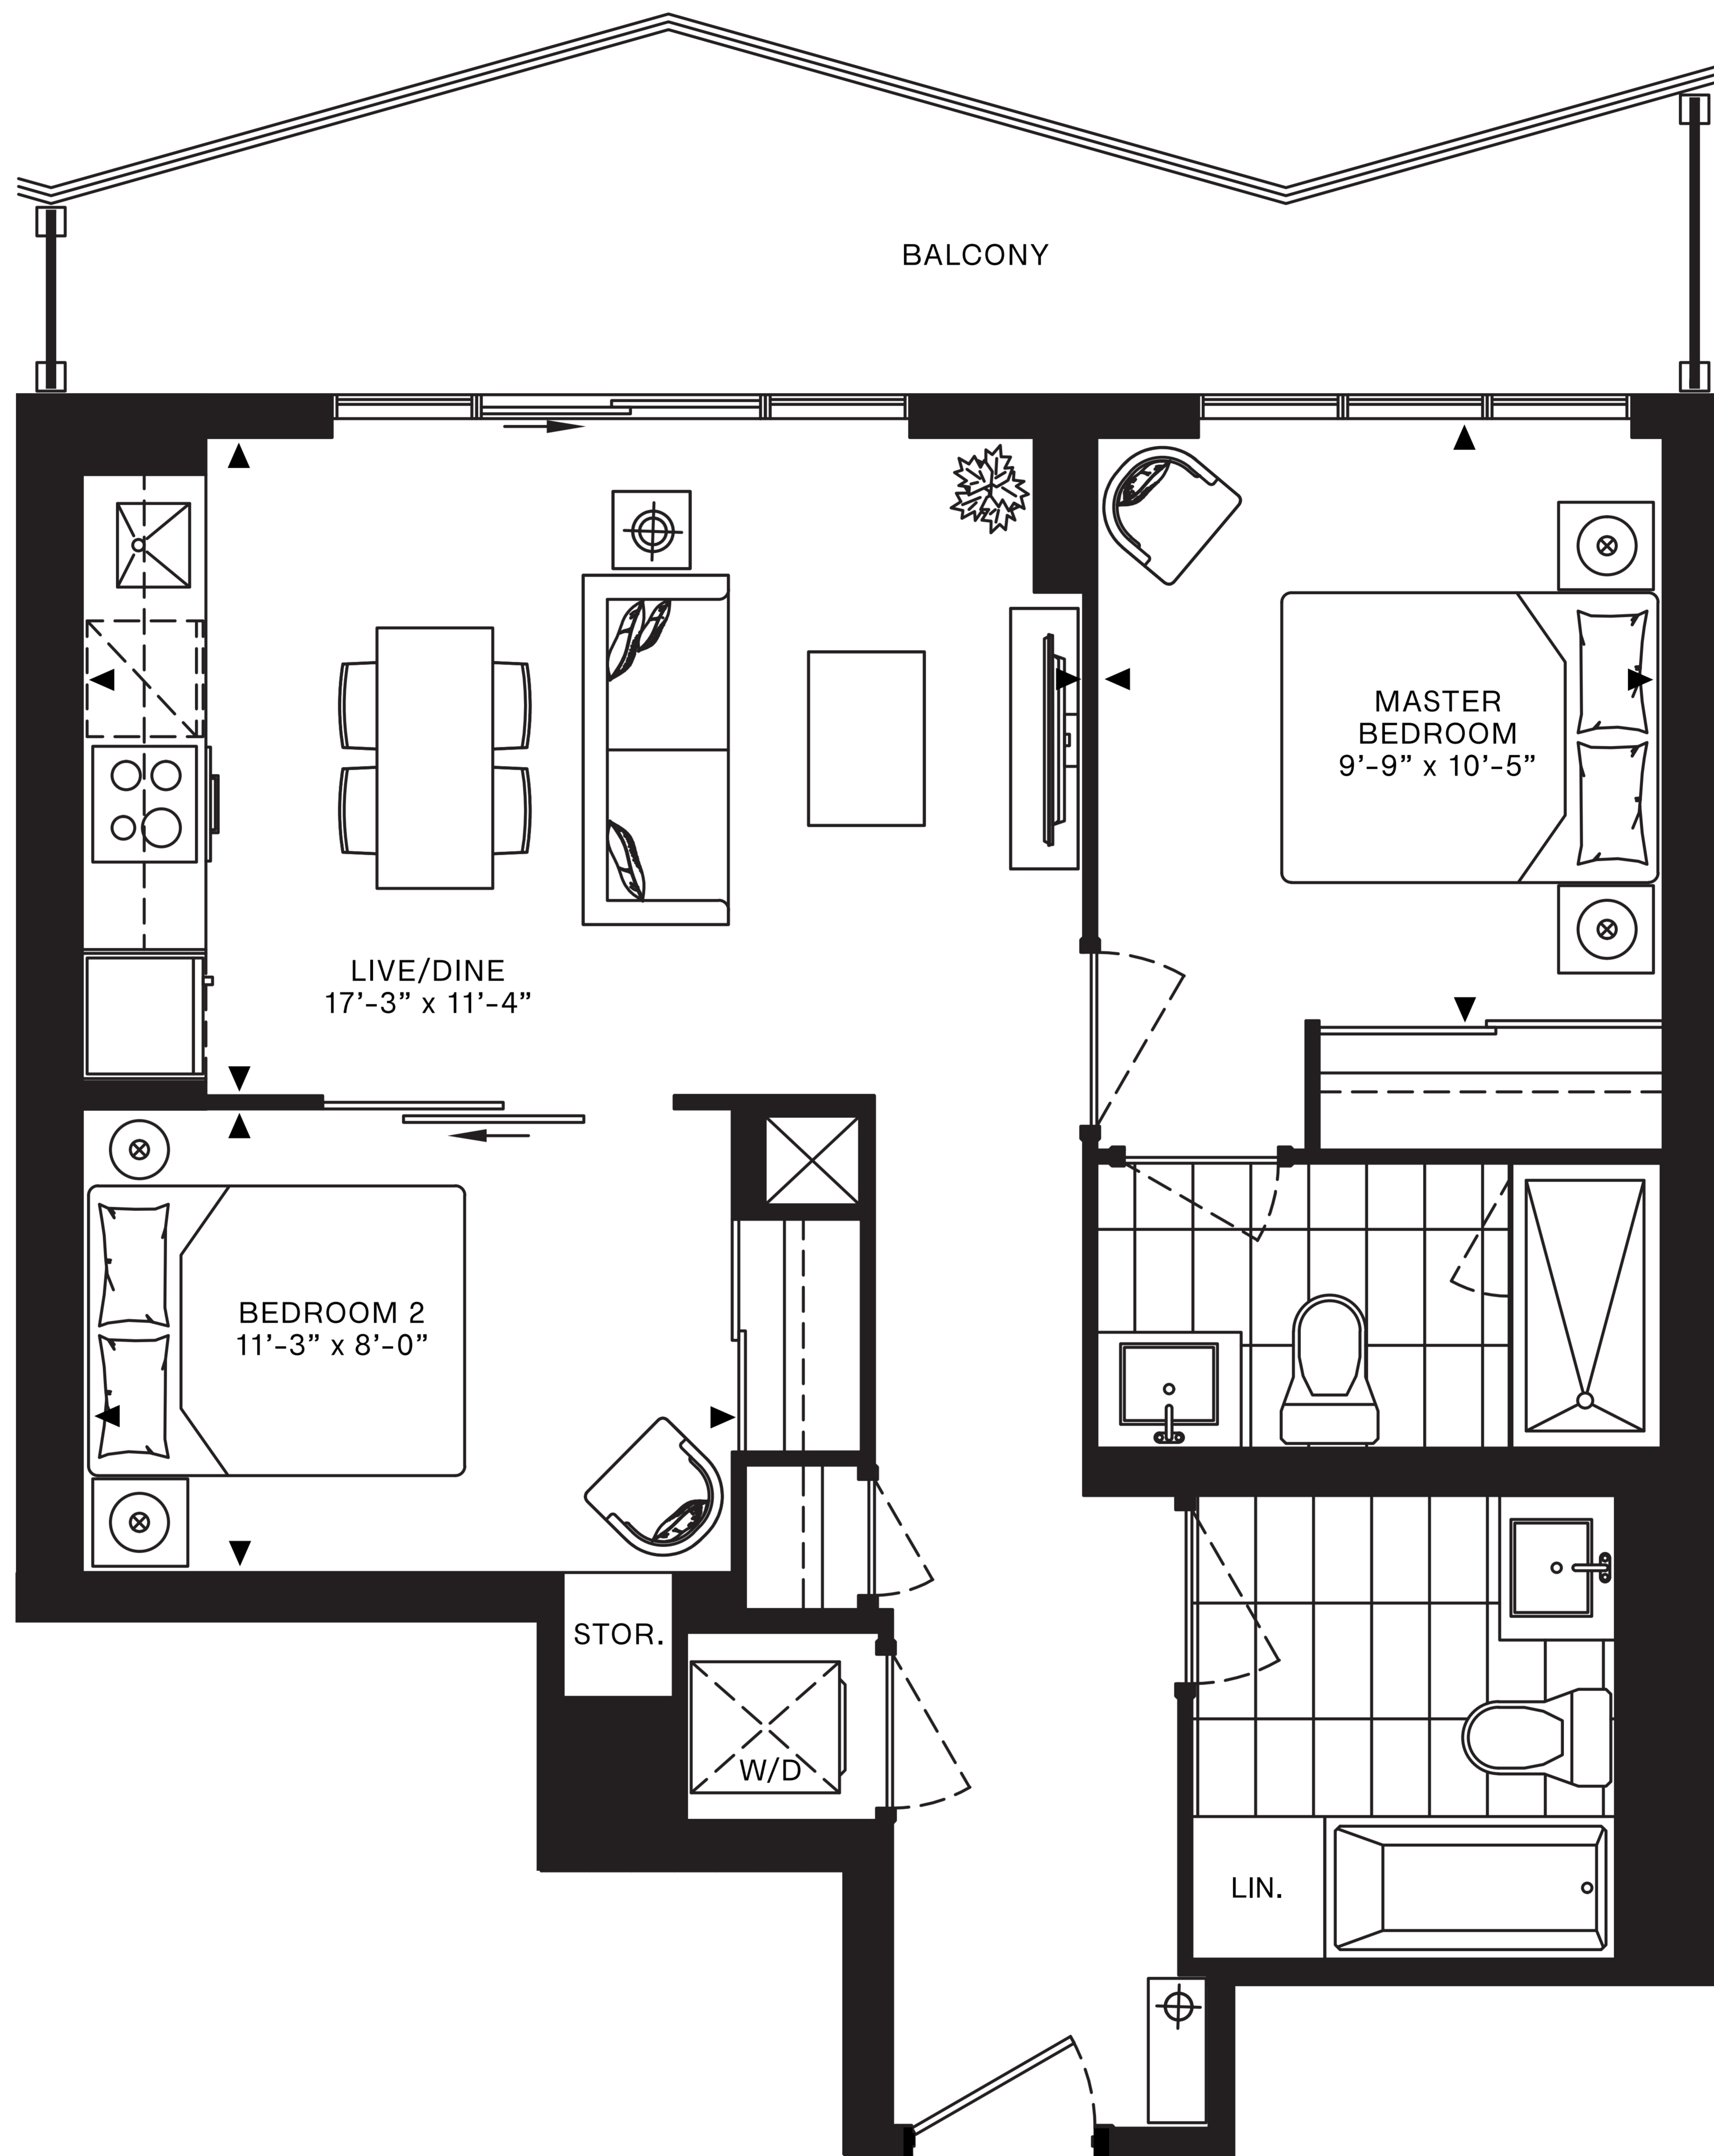 BALCONY
MASTER
BEDROOM
9’-9” x 10’-5”
LIVE/DINE
17’-3” x 11’-4”
BEDROOM 2
11’-3” x 8’-0”
STOR.
W/D
LIN.